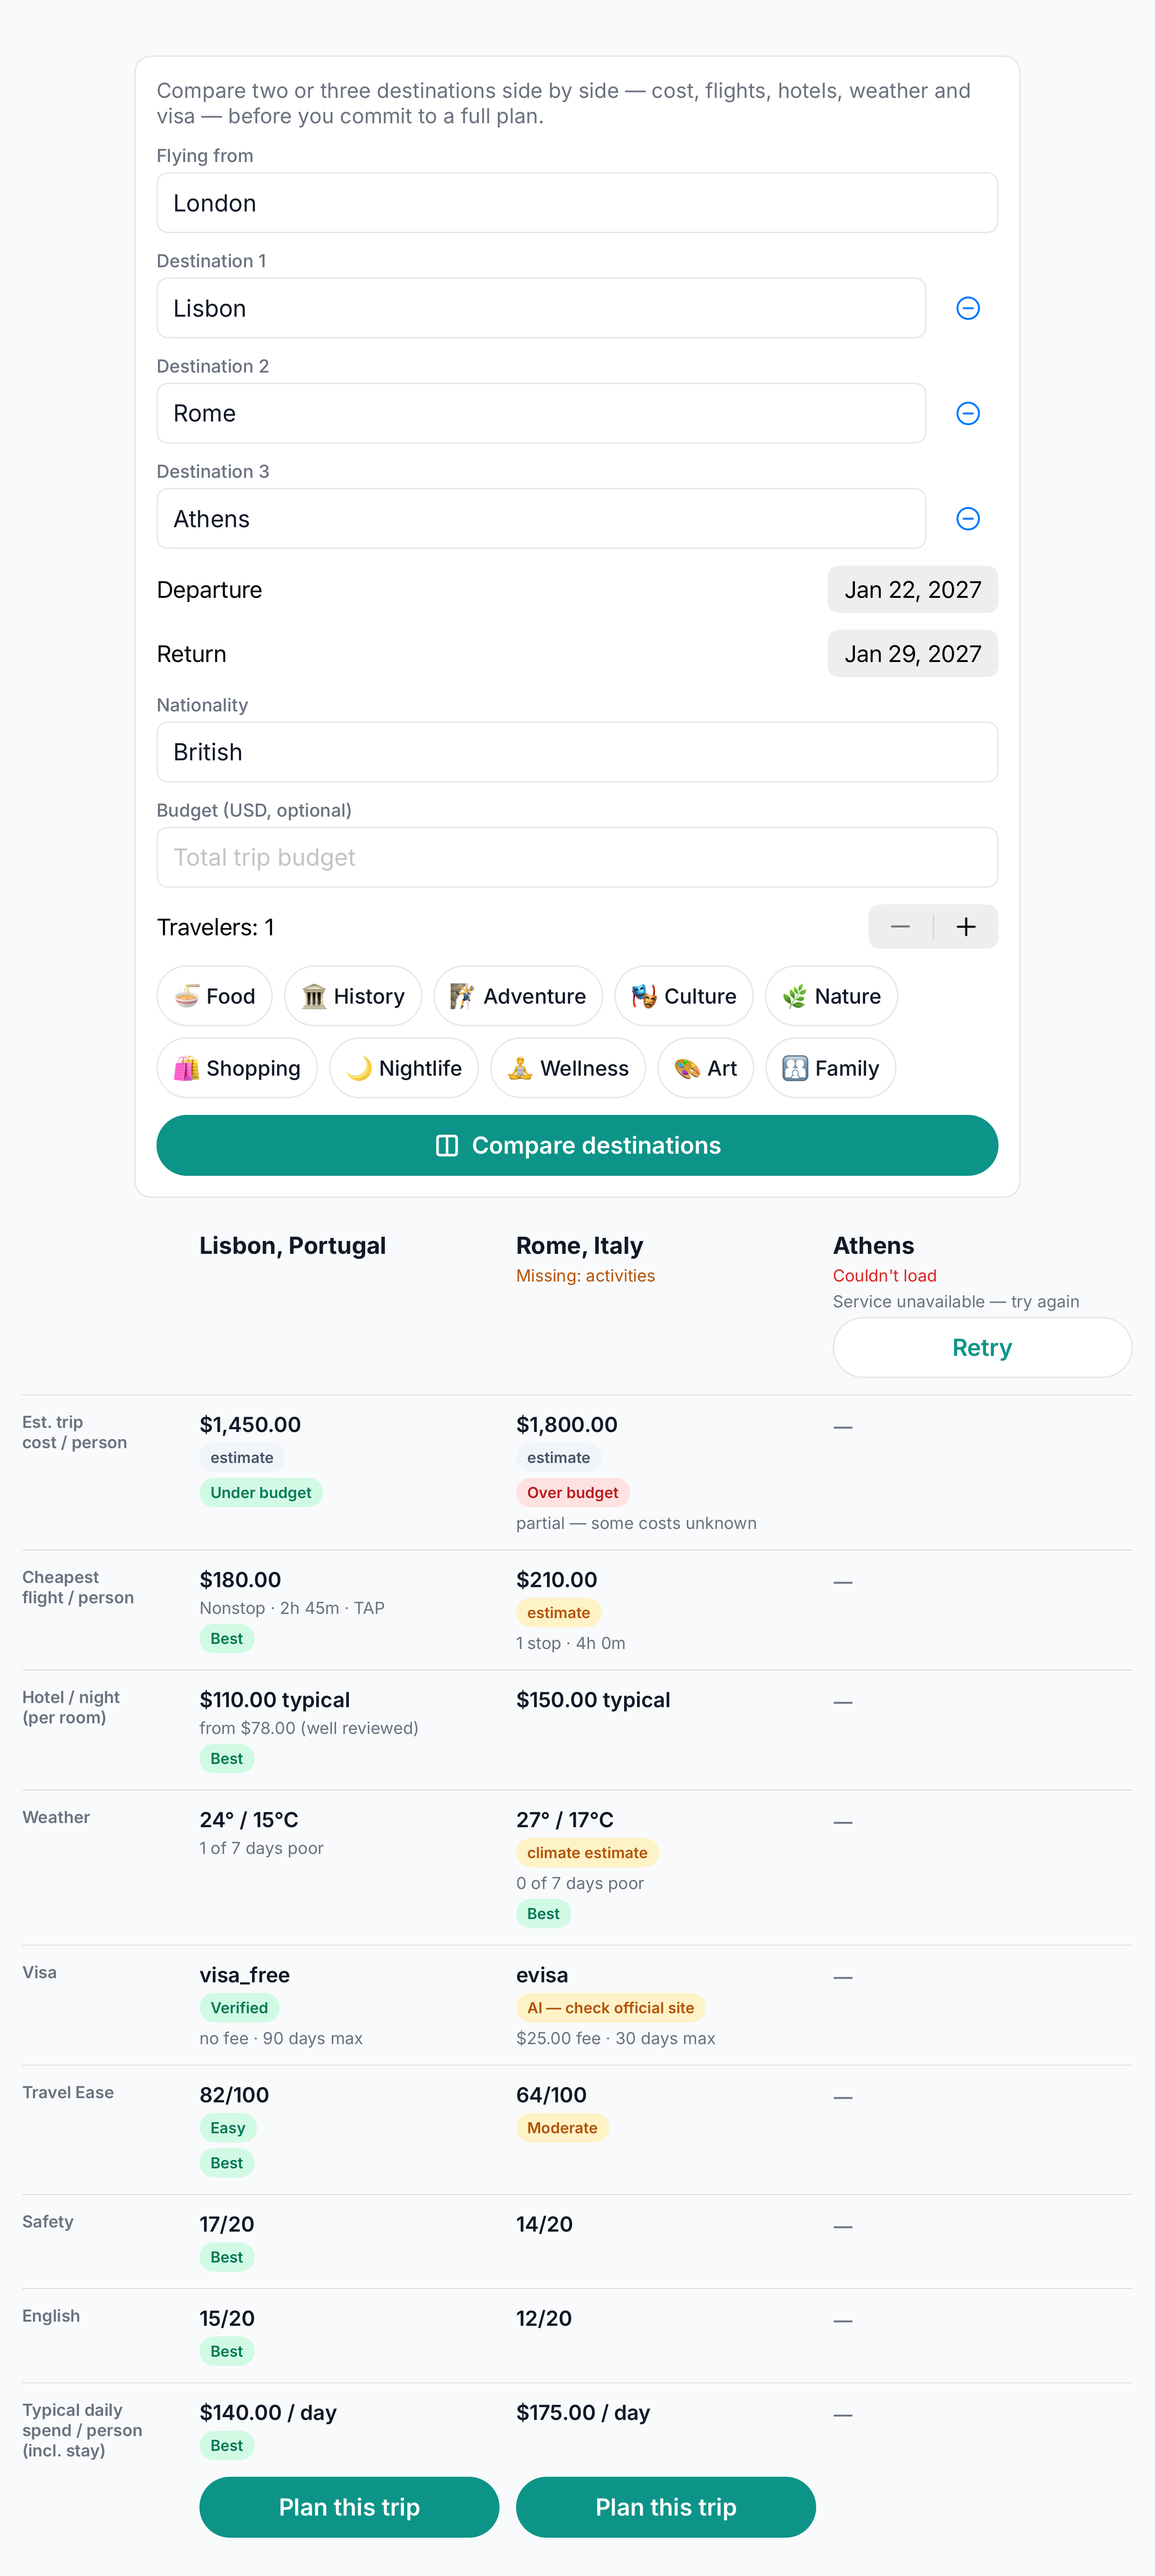 Compare two or three destinations side by side — cost, flights, hotels, weather and
visa — before you commit to a full plan.
Flying from
London
Destination 1
Lisbon
Destination 2
Rome
Destination 3
Athens
Departure
Jan 22, 2027
Return
Jan 29, 2027
Nationality
British
Budget (USD, optional)
Total trip budget
Travelers: 1
Food
History
Adventure
Culture
Nature
Shopping
Nightlife
Wellness
Art
Family
Compare destinations
Lisbon, Portugal
Rome, Italy
Missing: activities
Athens
Couldn't load
Service unavailable — try again
Retry
Est. trip
cost / person
$1,450.00
estimate
Under budget
$1,800.00
estimate
Over budget
partial — some costs unknown
—
Cheapest
flight / person
$180.00
Nonstop · 2h 45m · TAP
Best
$210.00
estimate
1 stop · 4h 0m
—
Hotel / night
(per room)
$110.00 typical
from $78.00 (well reviewed)
Best
$150.00 typical
—
Weather
24° / 15°C
1 of 7 days poor
27° / 17°C
climate estimate
0 of 7 days poor
Best
—
Visa
visa_free
Verified
no fee · 90 days max
evisa
AI — check official site
$25.00 fee · 30 days max
—
Travel Ease
82/100
Easy
Best
64/100
Moderate
—
Safety
17/20
Best
14/20
—
English
15/20
Best
12/20
—
Typical daily
spend / person
(incl. stay)
$140.00 / day
Best
$175.00 / day
—
Plan this trip
Plan this trip